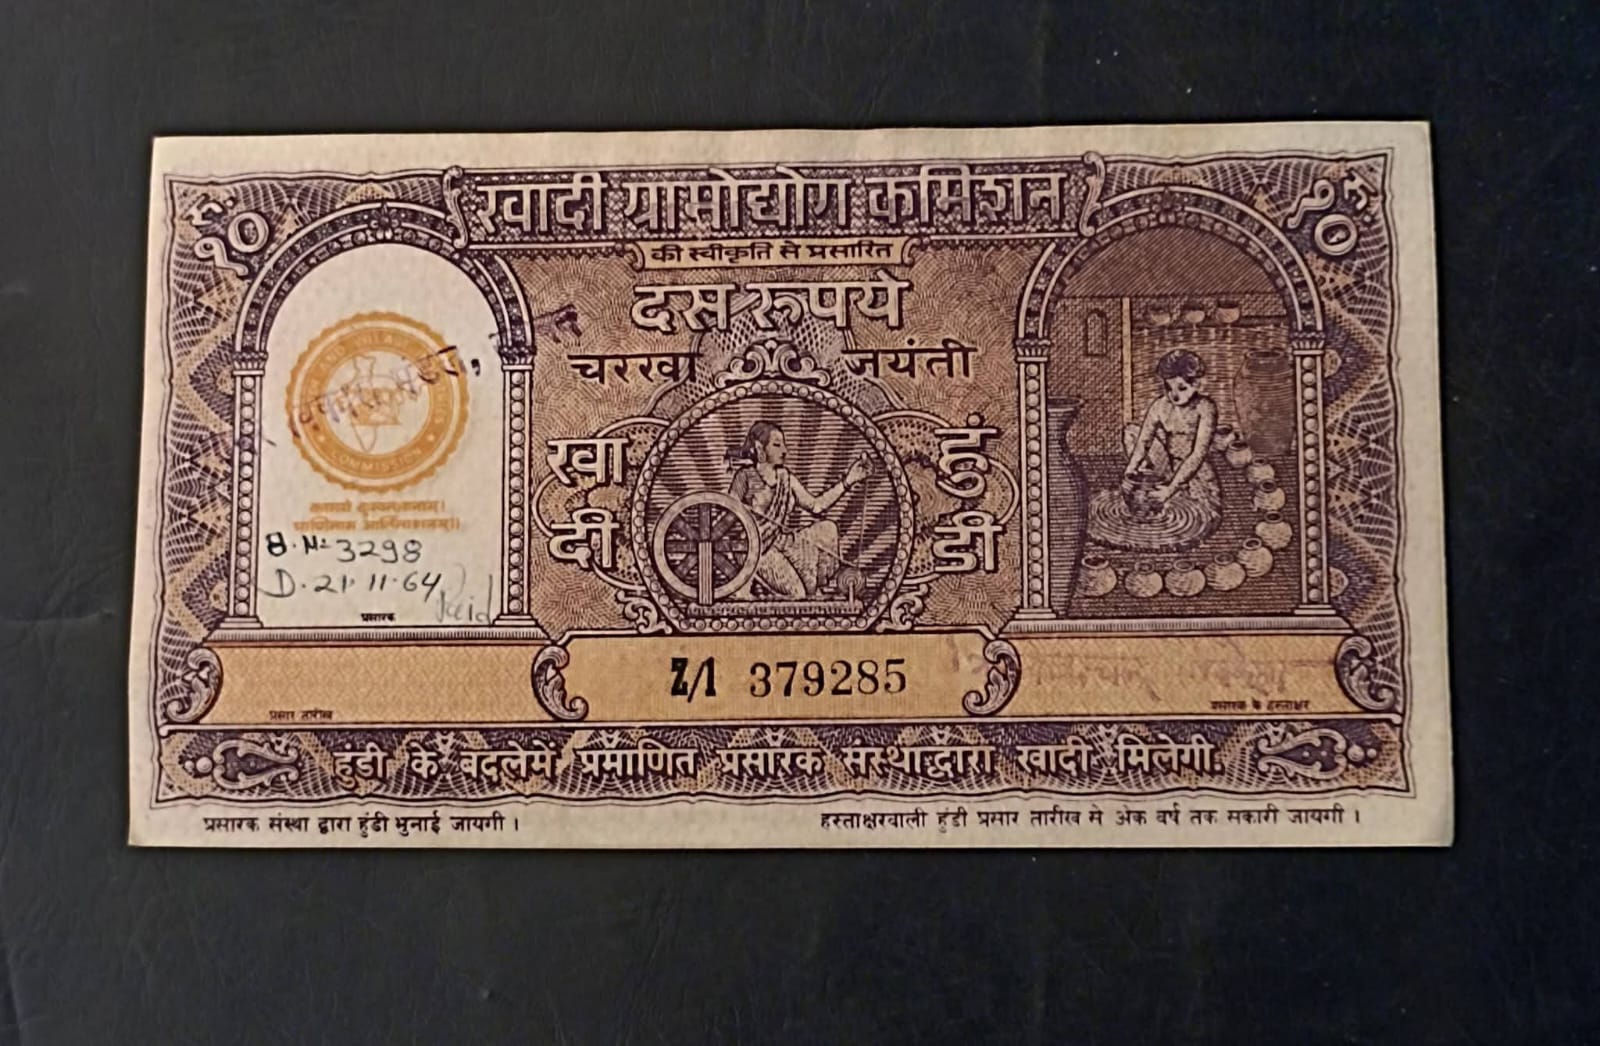 रु. १०
खादी ग्रामोद्योग कमिशन
रु. १०
की स्वीकृति से प्रसारित
दस रुपये
चरखा जयंती
खादी
हुंडी
COMMISSION
B. No 3298
D. 21.11.64
Paid
प्रसारक
Z/1 379285
प्रसार तारीख
प्रसारक के हस्ताक्षर
हुंडी के बदलेमें प्रमाणित प्रसारक संस्थाद्वारा खादी मिलेगी.
प्रसारक संस्था द्वारा हुंडी भुनाई जायगी ।
हस्ताक्षरवाली हुंडी प्रसार तारीख से अेक वर्ष तक सकारी जायगी ।